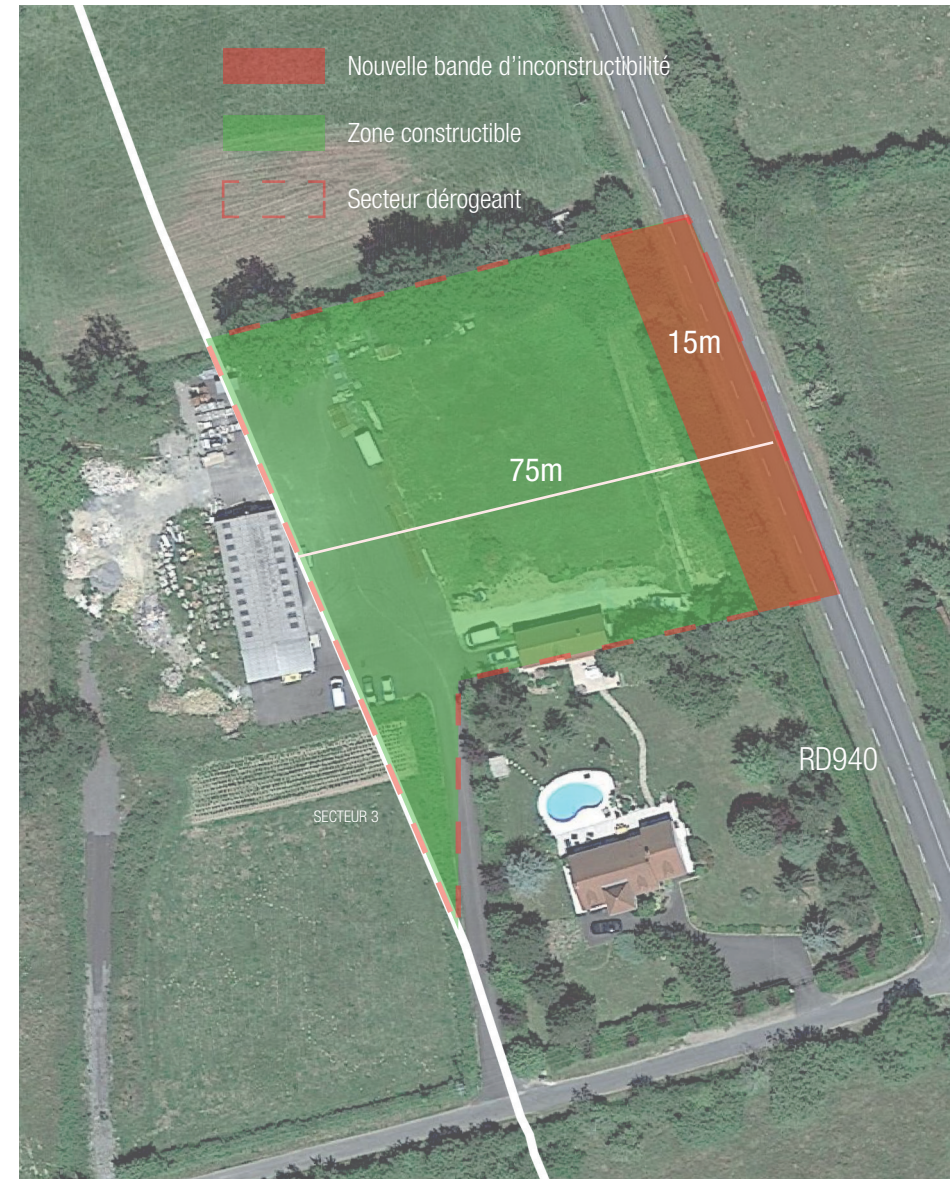 Nouvelle bande d'inconstructibilité
Zone constructible
Secteur dérogeant
15m
75m
RD940
SECTEUR 3